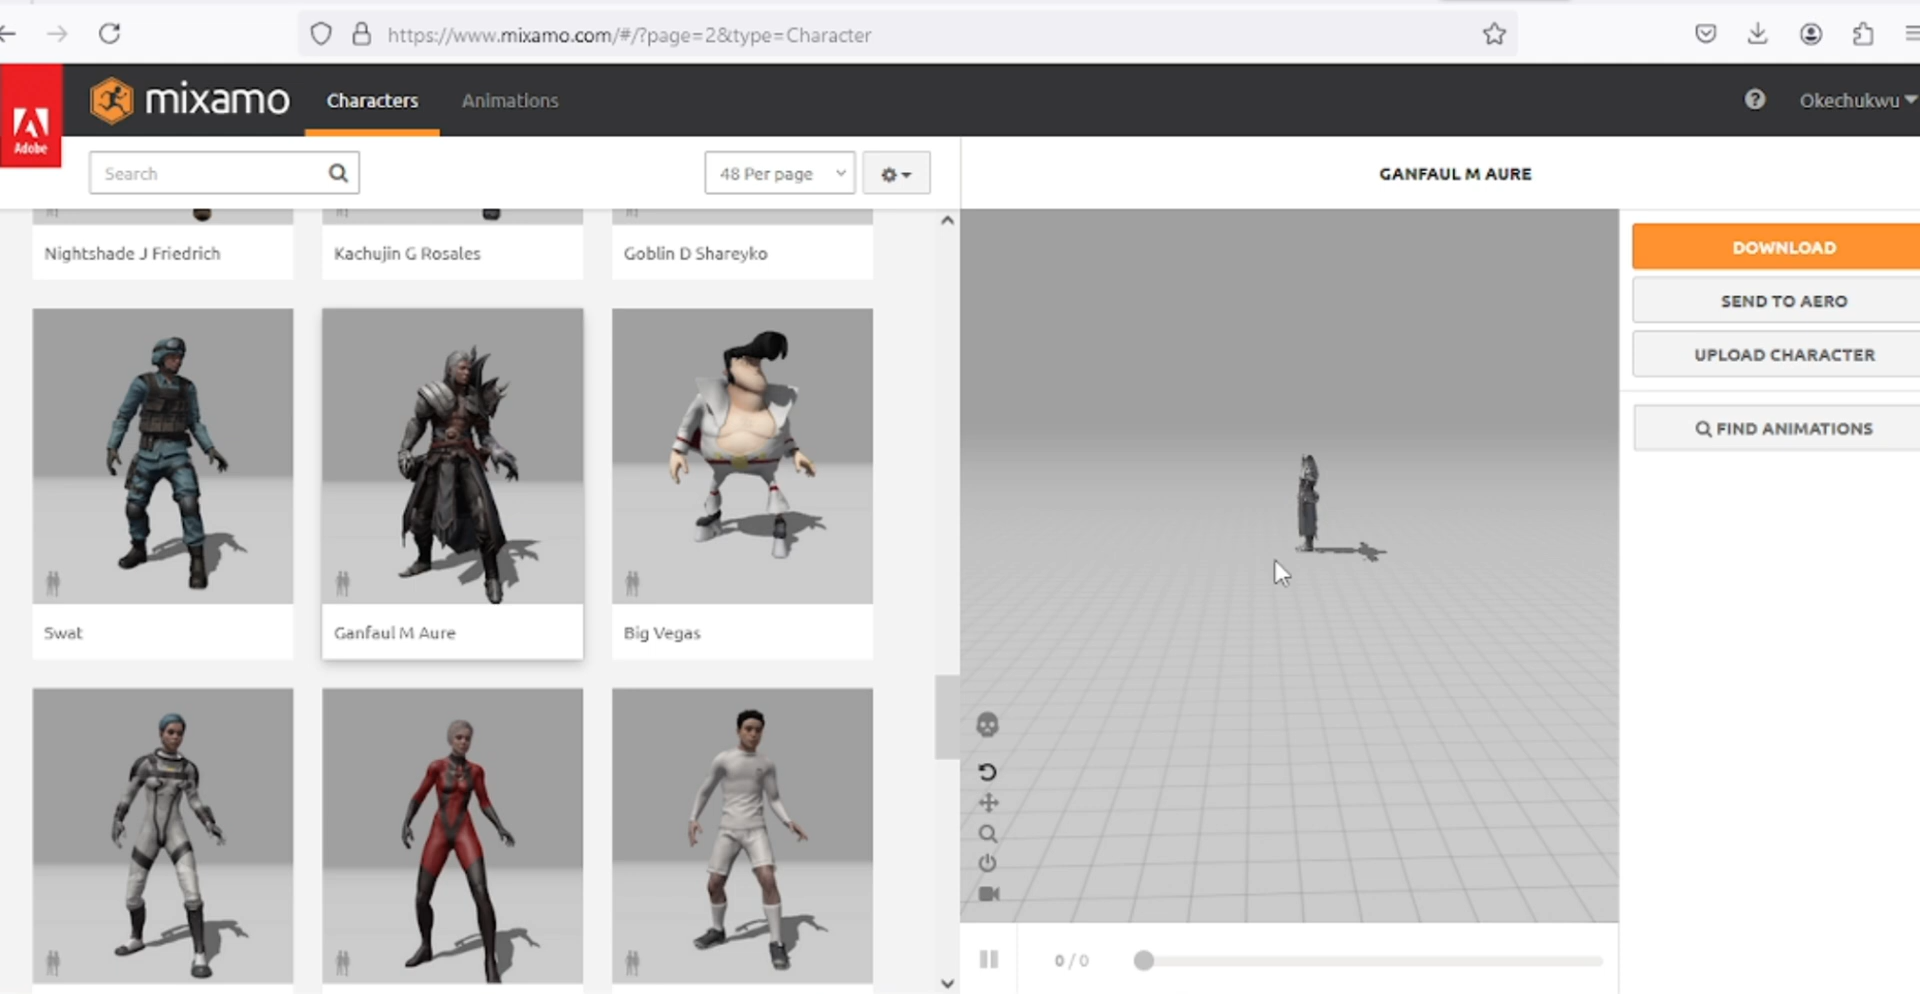 https://www.mixamo.com/#/?page=2&type=Character
Adobe
mixamo
Characters
Animations
Okechukwu
Search
48 Per page
GANFAUL M AURE
Nightshade J Friedrich
Kachujin G Rosales
Goblin D Shareyko
DOWNLOAD
SEND TO AERO
UPLOAD CHARACTER
FIND ANIMATIONS
Swat
Ganfaul M Aure
Big Vegas
0 / 0